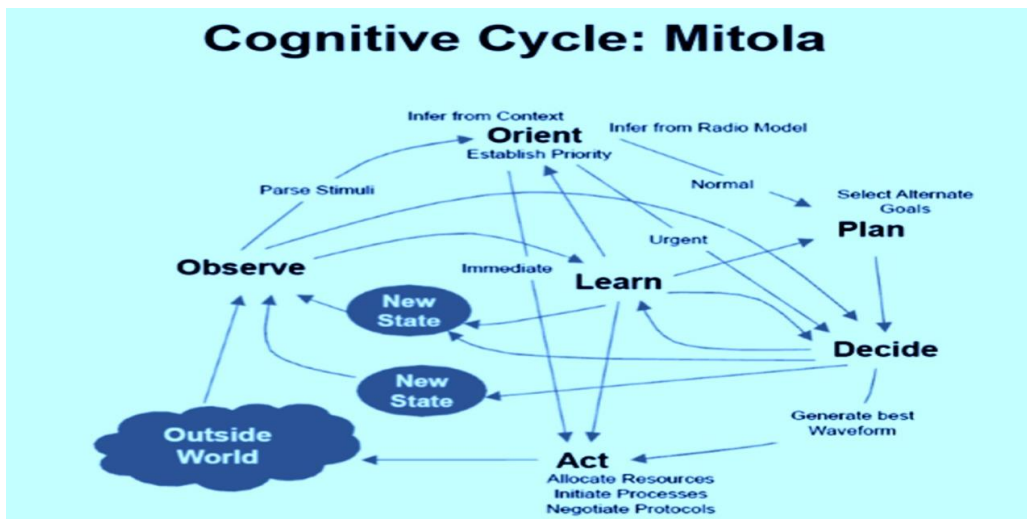 Cognitive Cycle: Mitola
Infer from Context
Orient
Infer from Radio Model
Establish Priority
Parse Stimuli
Normal
Select Alternate
Goals
Plan
Urgent
Observe
Immediate
Learn
New
State
Decide
New
State
Generate best
Waveform
Outside
World
Act
Allocate Resources
Initiate Processes
Negotiate Protocols